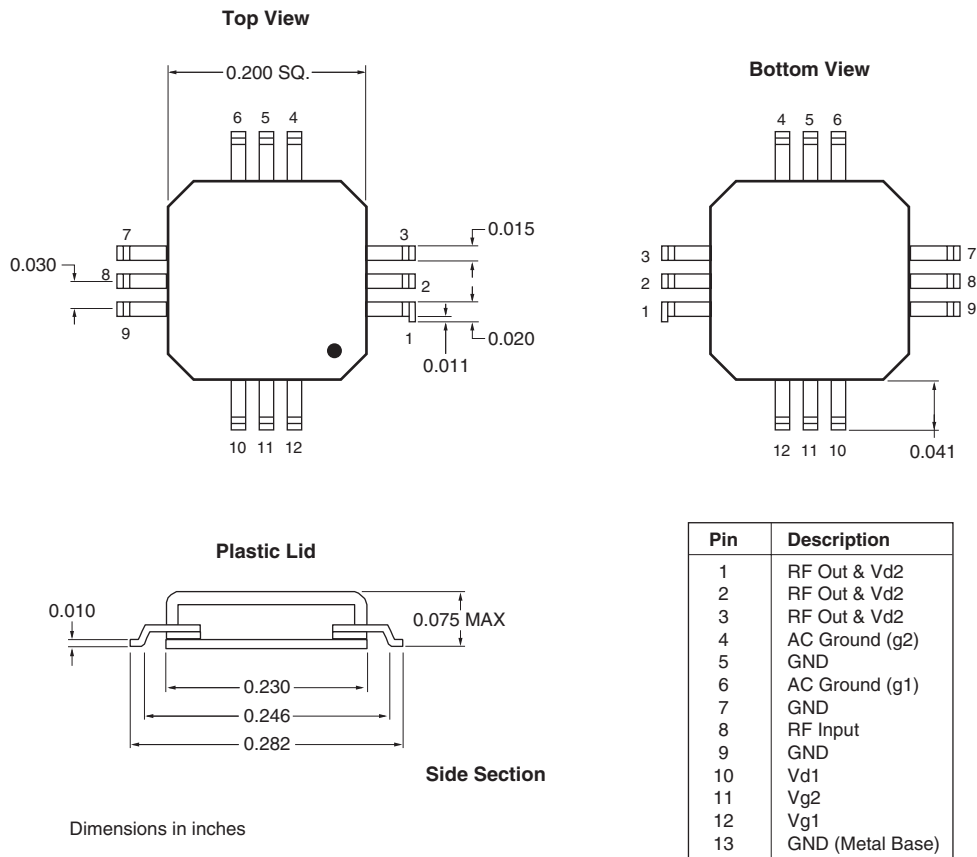 Top View
0.200 SQ.
6 5 4
7
8
9
0.030
3
2
1
0.015
0.020
0.011
10 11 12
Bottom View
4 5 6
3
2
1
7
8
9
12 11 10
0.041
Plastic Lid
0.010
0.075 MAX
0.230
0.246
0.282
Side Section
Dimensions in inches
Pin Description
1 RF Out & Vd2
2 RF Out & Vd2
3 RF Out & Vd2
4 AC Ground (g2)
5 GND
6 AC Ground (g1)
7 GND
8 RF Input
9 GND
10 Vd1
11 Vg2
12 Vg1
13 GND (Metal Base)